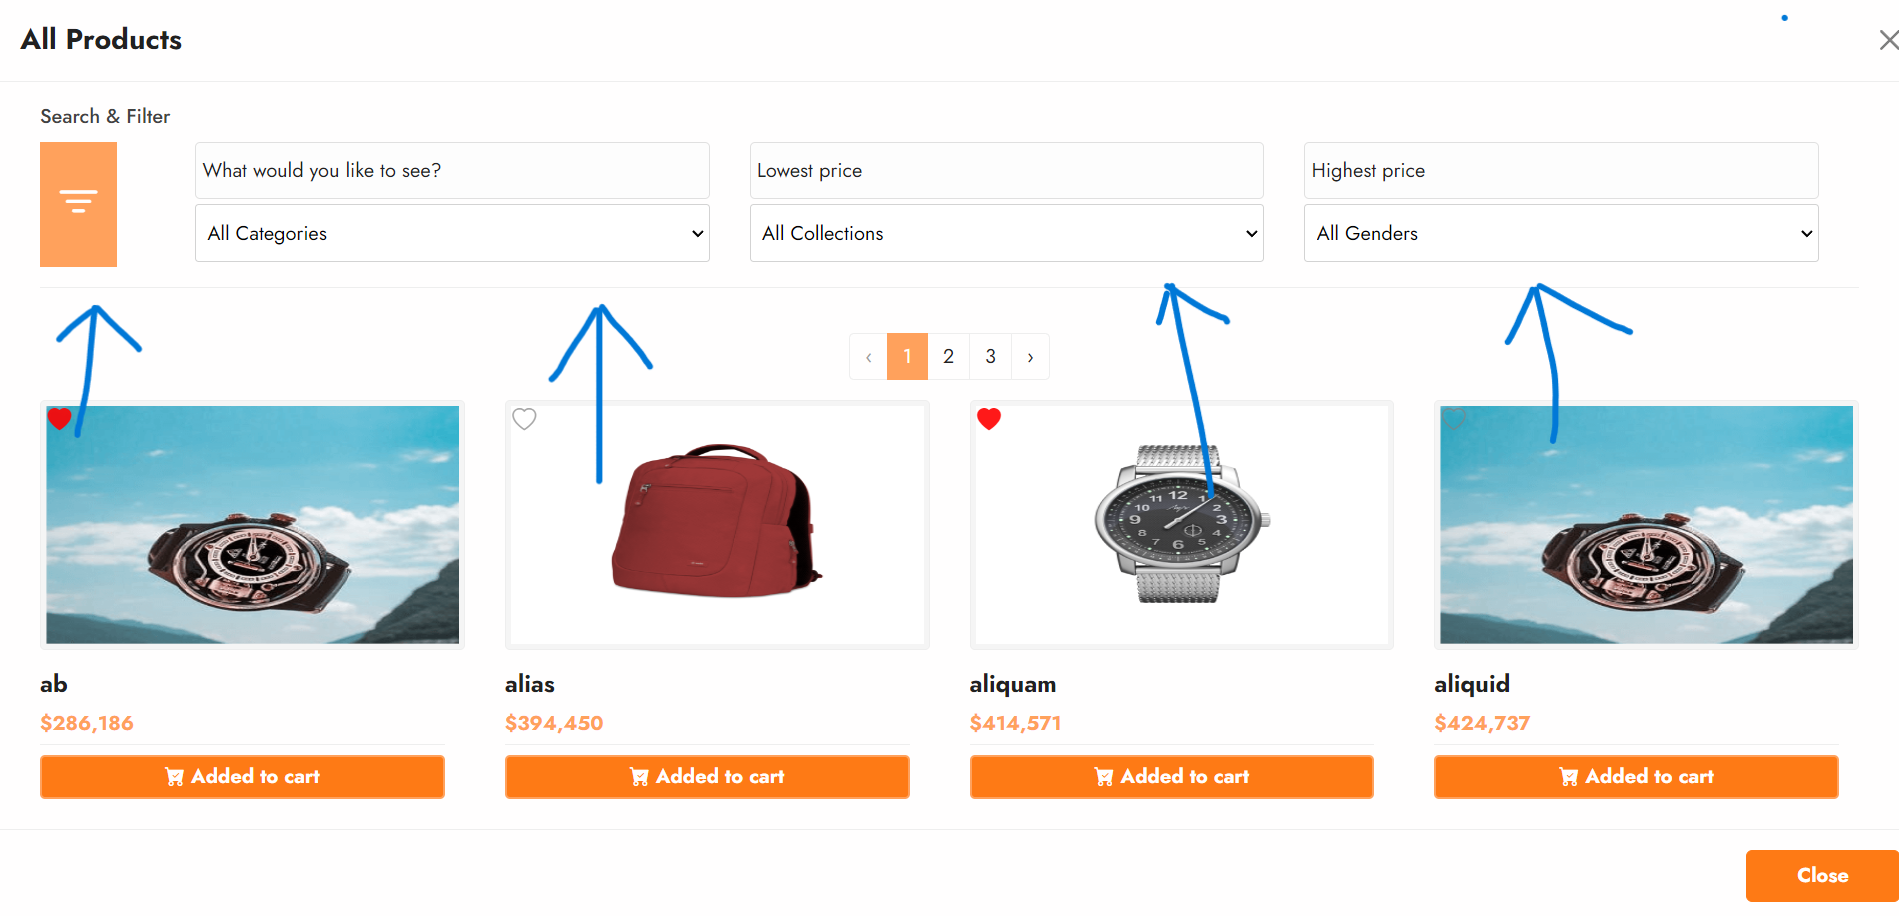 All Products
Search & Filter
What would you like to see?
Lowest price
Highest price
All Categories
All Collections
All Genders
‹ 1 2 3 ›
ab
$286,186
Added to cart
alias
$394,450
Added to cart
aliquam
$414,571
Added to cart
aliquid
$424,737
Added to cart
Close